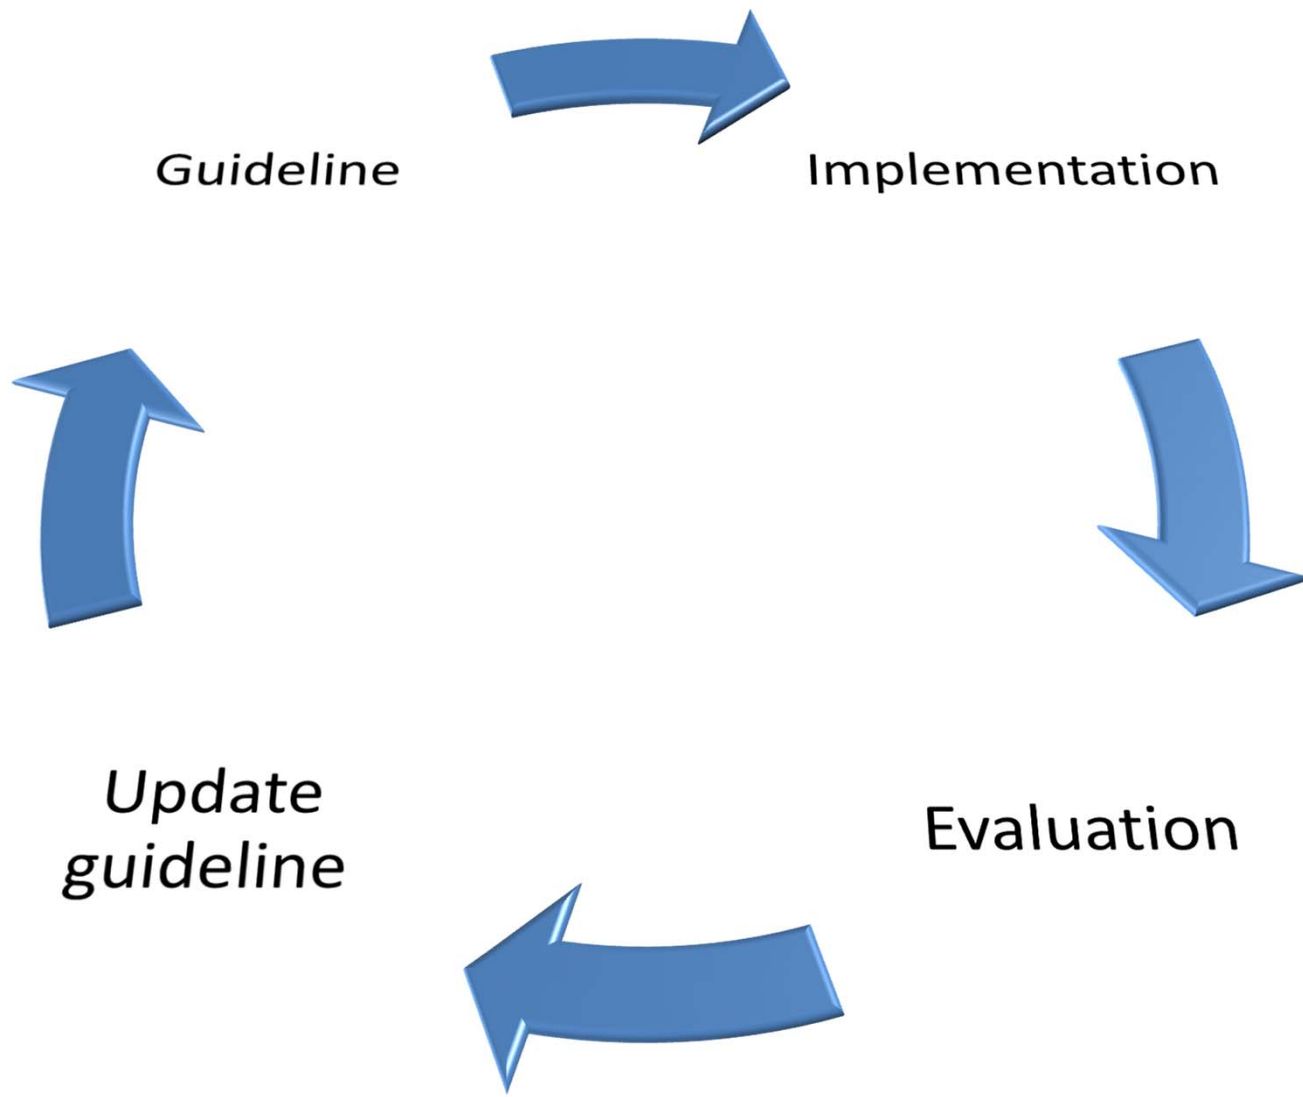 Guideline
Implementation
Update
guideline
Evaluation